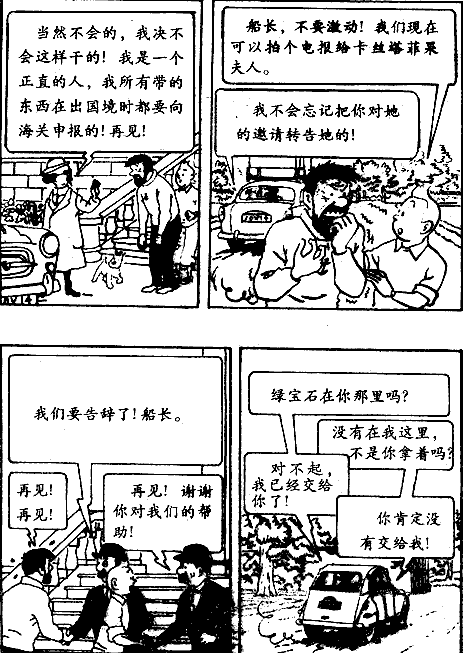 当然不会的，我决不
会这样干的！我是一个
正直的人，我所有带的
东西在出国境时都要向
海关申报的！再见！
船长，不要激动！我们现在
可以拍个电报给卡丝塔菲果
夫人。
我不会忘记把你对她
的邀请转告她的！
我们要告辞了！船长。
再见！
再见！
再见！谢谢
你对我们的帮
助！
绿宝石在你那里吗？
没有在我这里，
不是你拿着吗？
对不起，
我已经交给
你了！
你肯定没
有交给我！